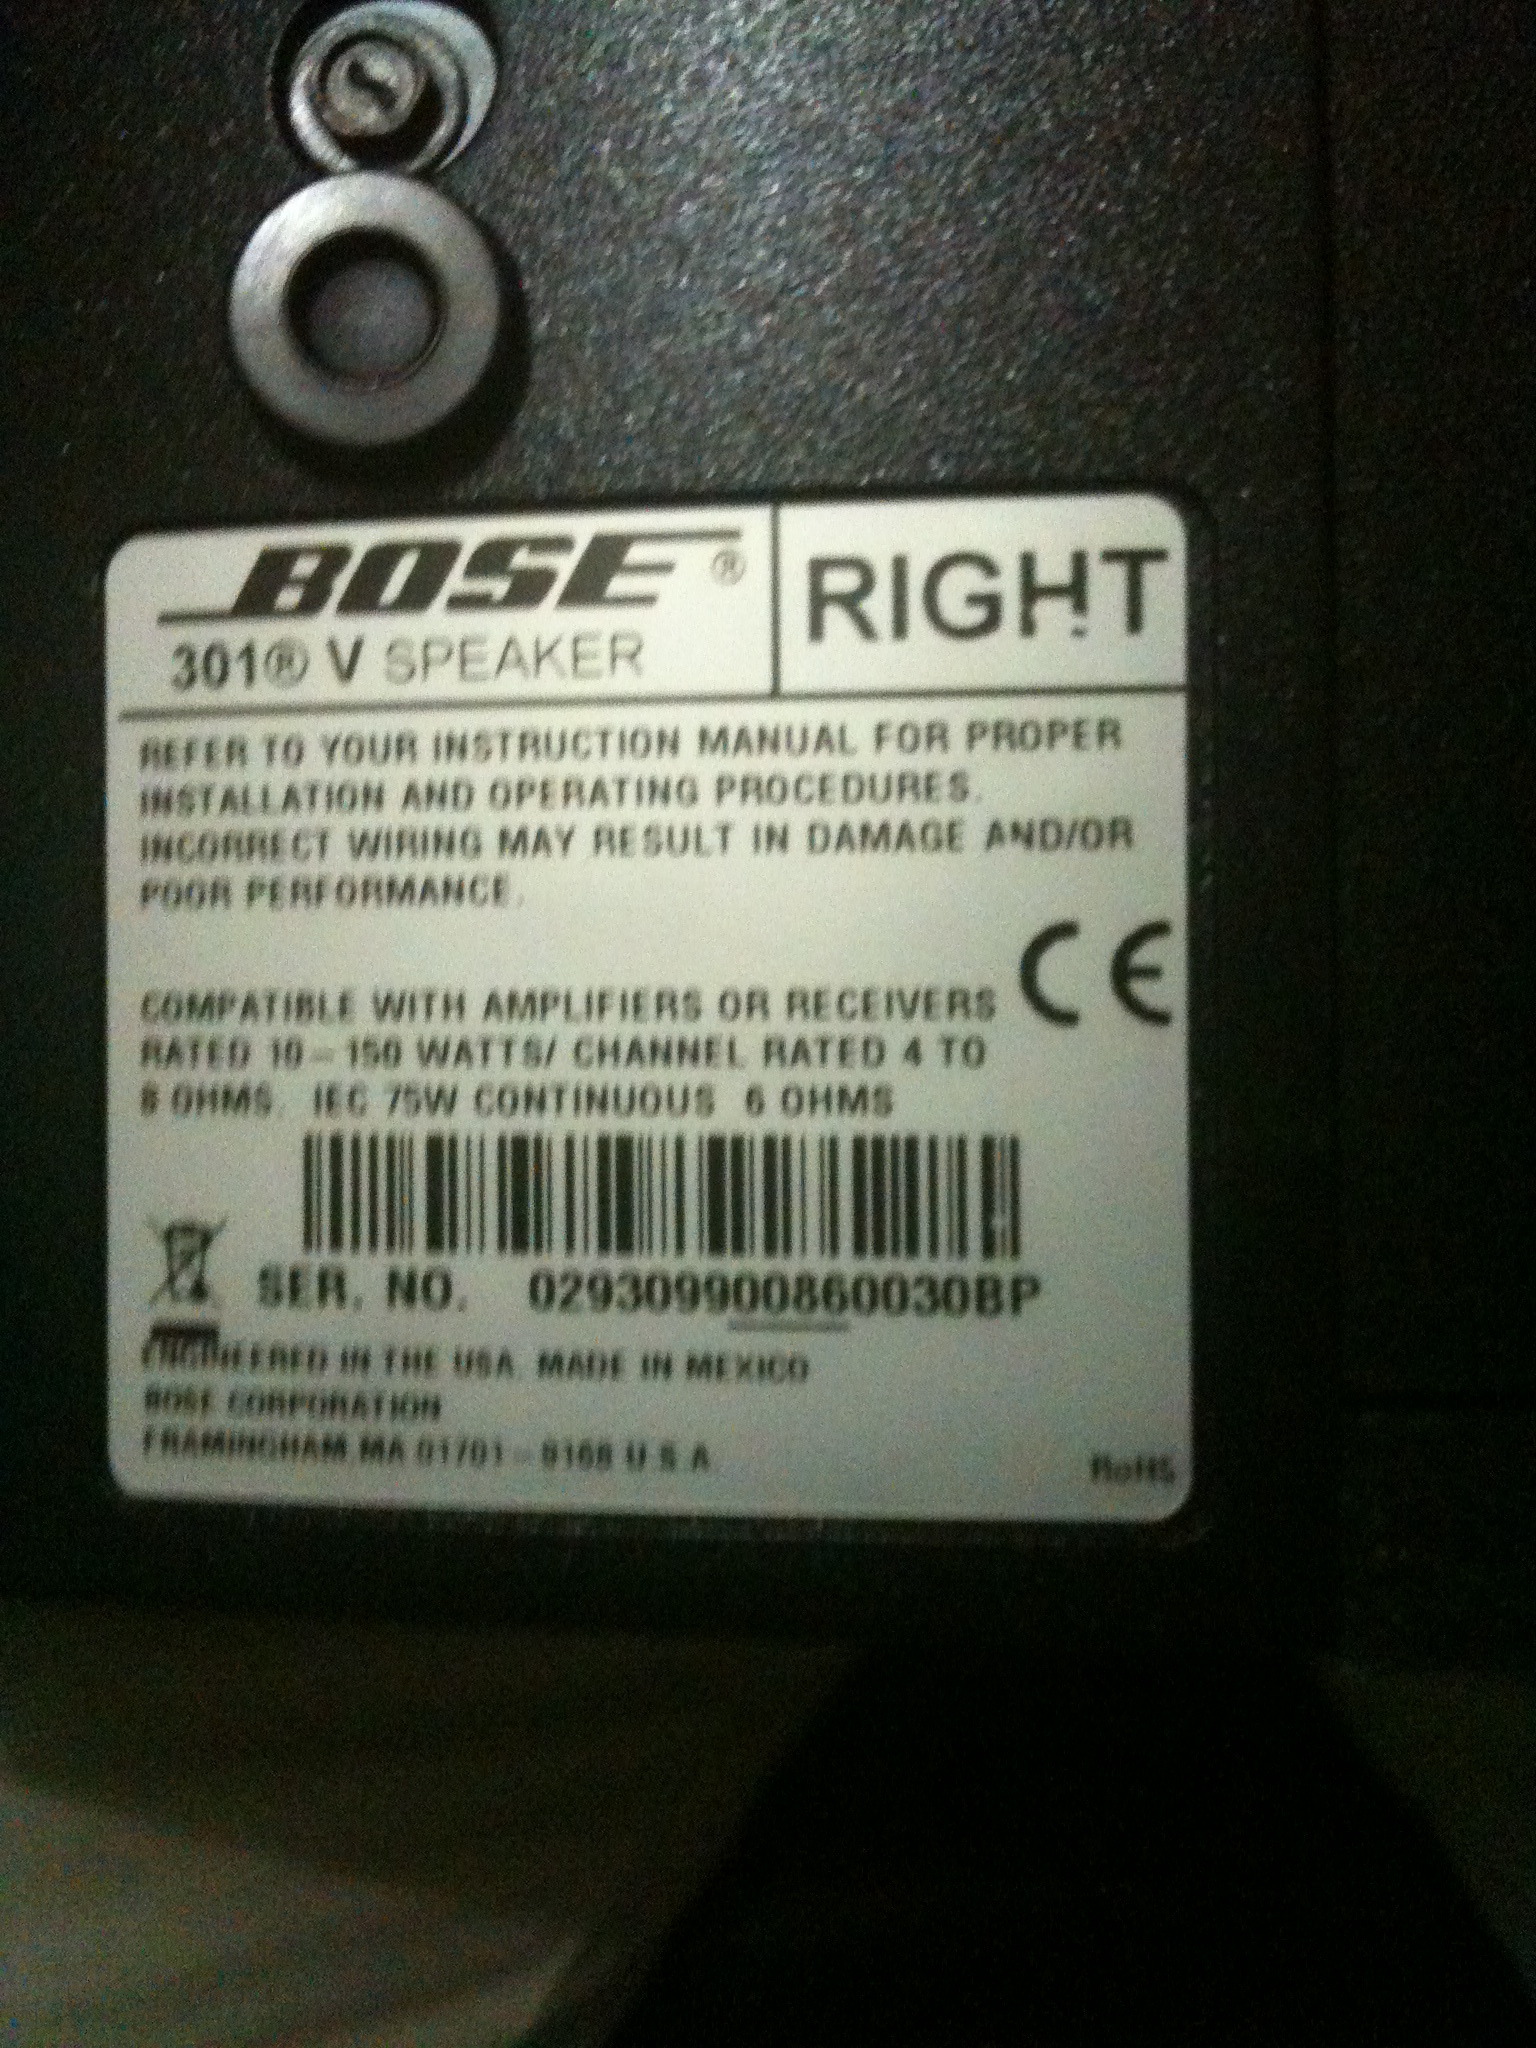 BOSE®
RIGHT
301® V SPEAKER
REFER TO YOUR INSTRUCTION MANUAL FOR PROPER
INSTALLATION AND OPERATING PROCEDURES.
INCORRECT WIRING MAY RESULT IN DAMAGE AND/OR
POOR PERFORMANCE.
CE
COMPATIBLE WITH AMPLIFIERS OR RECEIVERS
RATED 10-150 WATTS/ CHANNEL RATED 4 TO
8 OHMS. IEC 75W CONTINUOUS 6 OHMS
SER. NO. 029309900860030BP
ENGINEERED IN THE USA. MADE IN MEXICO
BOSE CORPORATION
FRAMINGHAM, MA 01701-9168 U.S.A.
RoHS